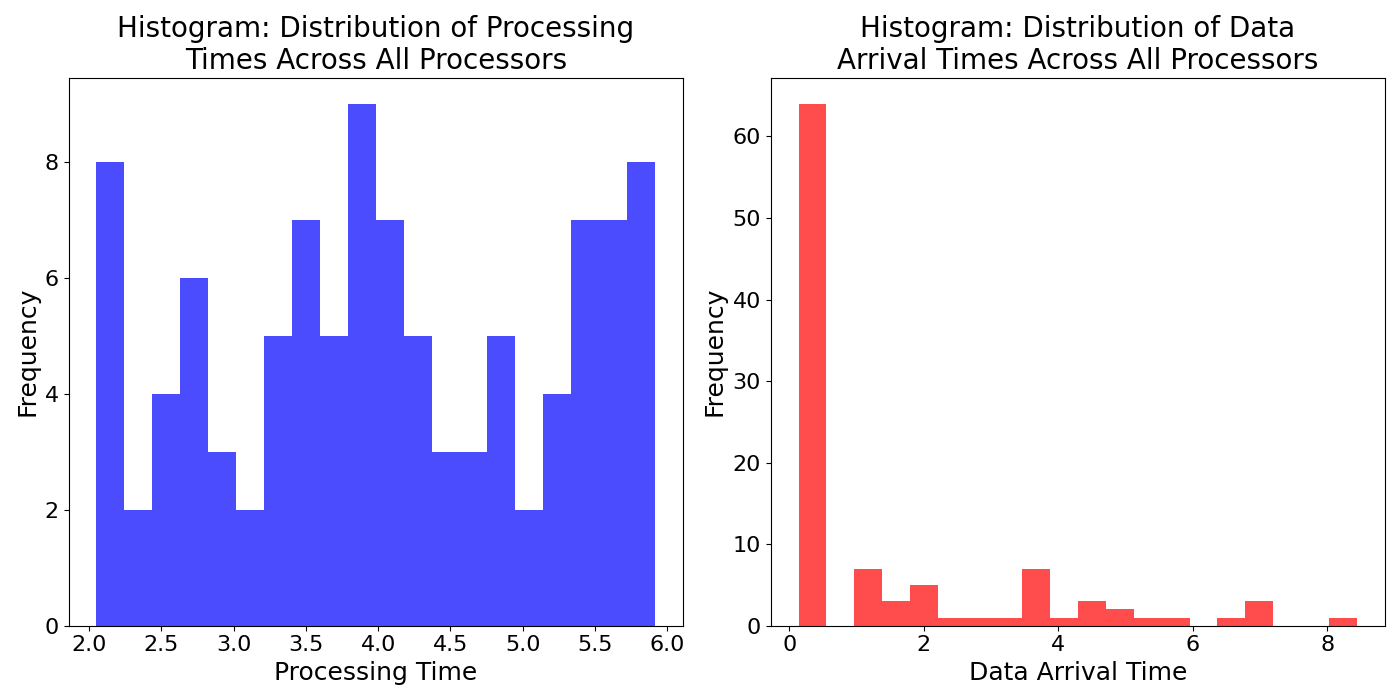 Histogram: Distribution of Processing
Times Across All Processors
Frequency
8
6
4
2
0
2.0 2.5 3.0 3.5 4.0 4.5 5.0 5.5 6.0
Processing Time
Histogram: Distribution of Data
Arrival Times Across All Processors
Frequency
60
50
40
30
20
10
0
0 2 4 6 8
Data Arrival Time